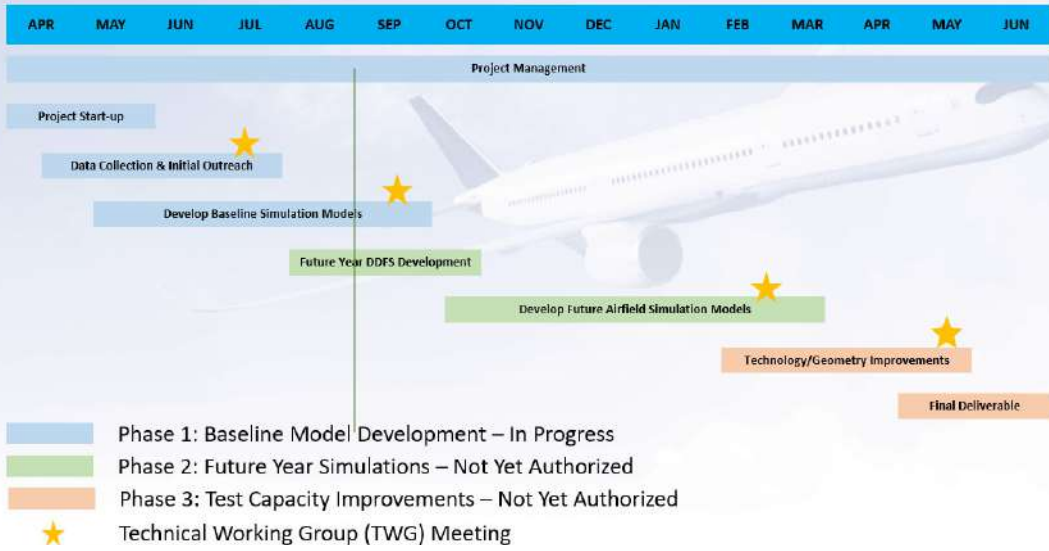 APR MAY JUN JUL AUG SEP OCT NOV DEC JAN FEB MAR APR MAY JUN
Project Management
Project Start-up
Data Collection & Initial Outreach
Develop Baseline Simulation Models
Future Year DDFS Development
Develop Future Airfield Simulation Models
Technology/Geometry Improvements
Final Deliverable
Phase 1: Baseline Model Development – In Progress
Phase 2: Future Year Simulations – Not Yet Authorized
Phase 3: Test Capacity Improvements – Not Yet Authorized
Technical Working Group (TWG) Meeting